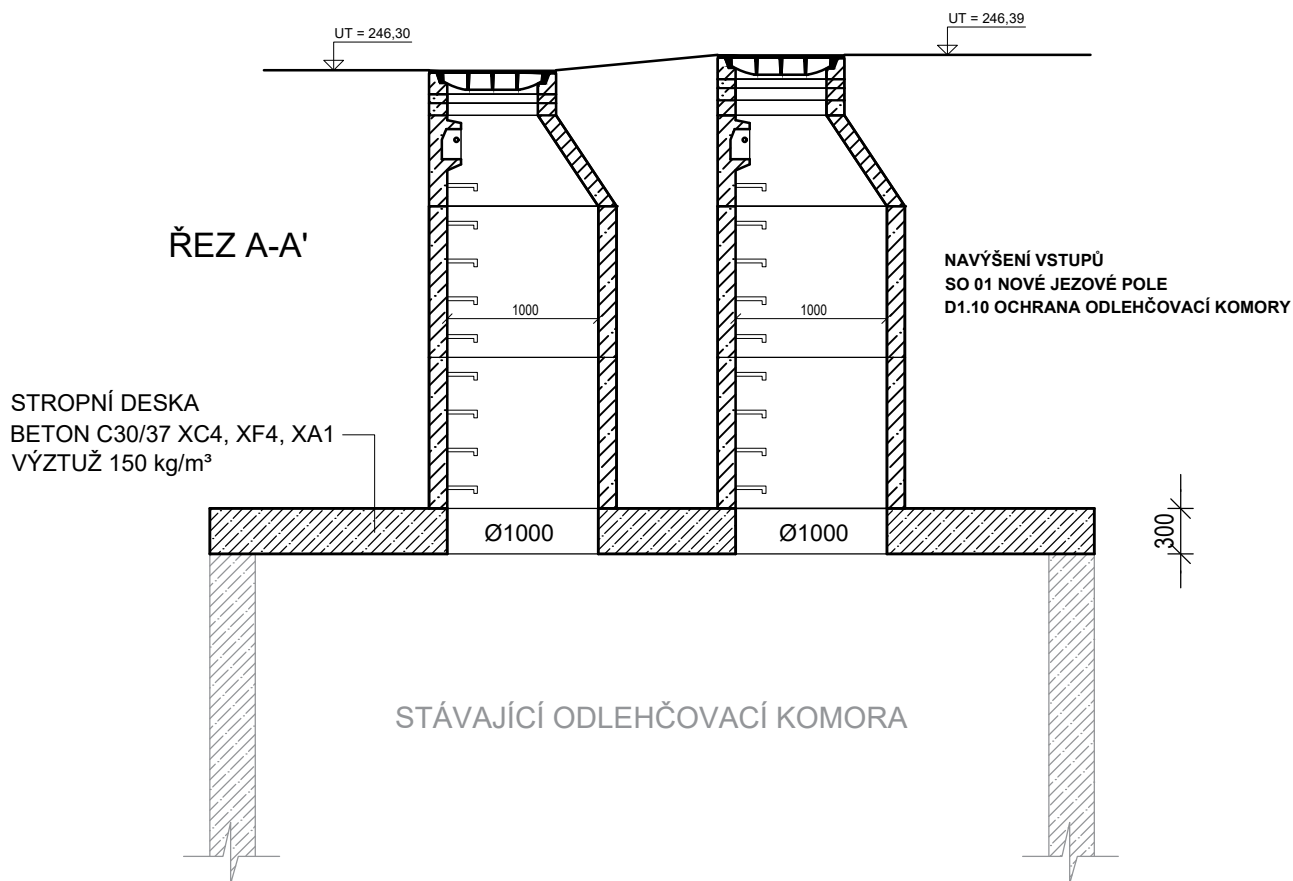 UT = 246,30
UT = 246,39
ŘEZ A-A'
NAVÝŠENÍ VSTUPŮ
SO 01 NOVÉ JEZOVÉ POLE
D1.10 OCHRANA ODLEHČOVACÍ KOMORY
1000
1000
STROPNÍ DESKA
BETON C30/37 XC4, XF4, XA1
VÝZTUŽ 150 kg/m³
Ø1000
Ø1000
300
STÁVAJÍCÍ ODLEHČOVACÍ KOMORA